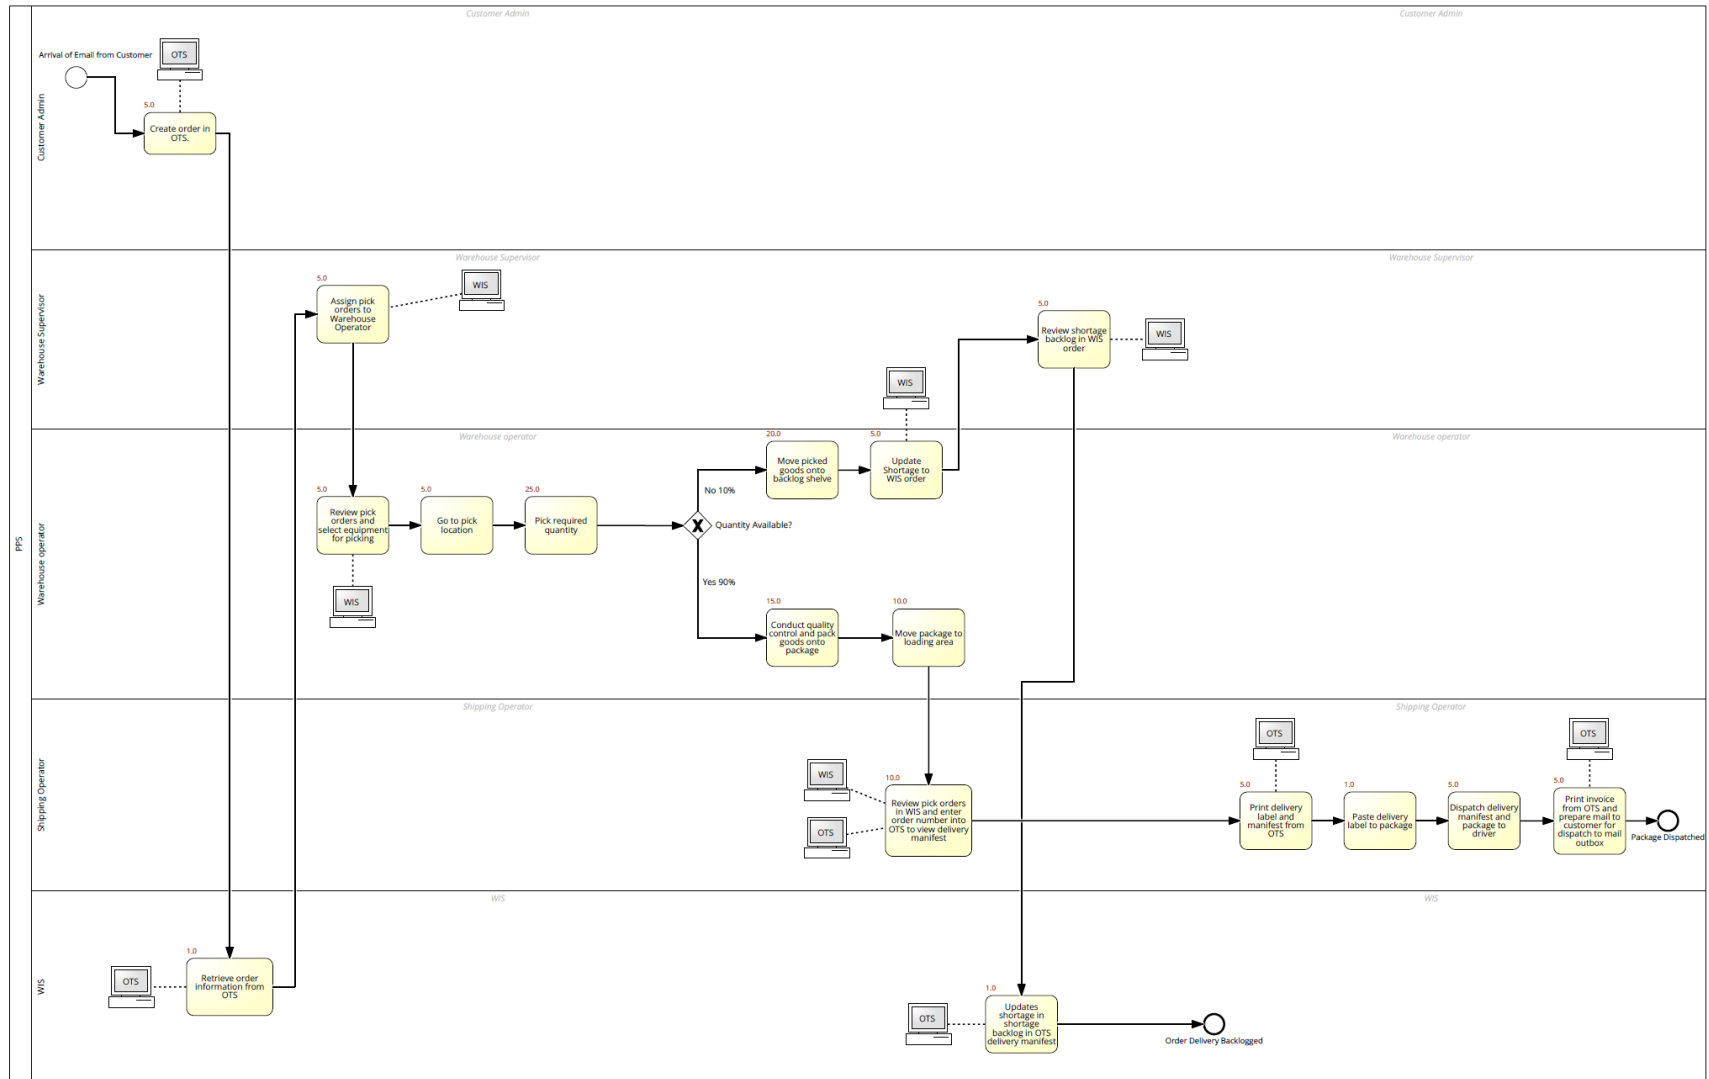 Customer Admin
Customer Admin
PPS
Customer Admin
Arrival of Email from Customer
OTS
5.0
Create order in
OTS.
Warehouse Supervisor
Warehouse Supervisor
Warehouse Supervisor
5.0
Assign pick
orders to
Warehouse
Operator
WIS
5.0
Review shortage
backlog in WIS
order
WIS
WIS
Warehouse operator
Warehouse operator
Warehouse operator
5.0
Review pick
orders and
select equipment
for picking
WIS
5.0
Go to pick
location
25.0
Pick required
quantity
Quantity Available?
No 10%
20.0
Move picked
goods onto
backlog shelve
5.0
Update
Shortage to
WIS order
Yes 90%
15.0
Conduct quality
control and pack
goods onto
package
10.0
Move package to
loading area
Shipping Operator
Shipping Operator
Shipping Operator
WIS
OTS
10.0
Review pick orders
in WIS and enter
order number into
OTS to view delivery
manifest
OTS
5.0
Print delivery
label and
manifest from
OTS
1.0
Paste delivery
label to package
5.0
Dispatch delivery
manifest and
package to
driver
OTS
5.0
Print invoice
from OTS and
prepare mail to
customer for
dispatch to mail
outbox
Package Dispatched
WIS
WIS
WIS
OTS
1.0
Retrieve order
information from
OTS
OTS
1.0
Updates
shortage in
shortage
backlog in OTS
delivery manifest
Order Delivery Backlogged